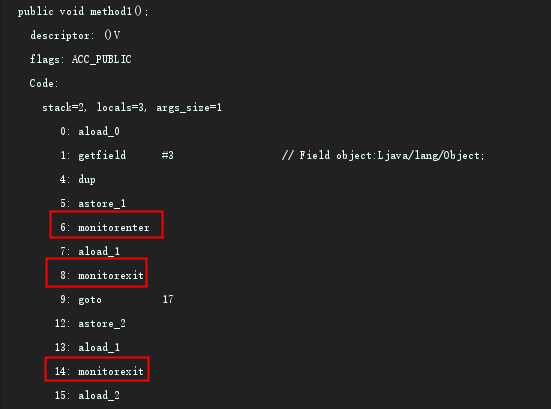 public void method1();
descriptor: ()V
flags: ACC_PUBLIC
Code:
stack=2, locals=3, args_size=1
0: aload_0
1: getfield #3 // Field object:Ljava/lang/Object;
4: dup
5: astore_1
6: monitorenter
7: aload_1
8: monitorexit
9: goto 17
12: astore_2
13: aload_1
14: monitorexit
15: aload_2